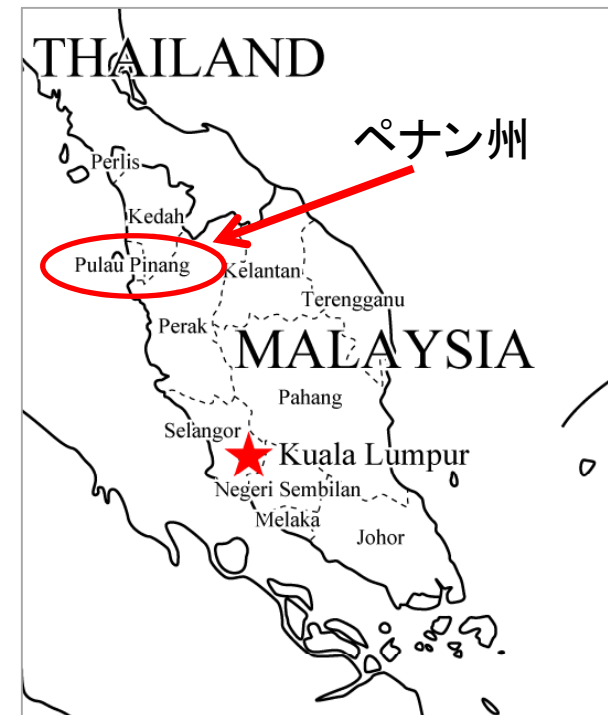 THAILAND
ペナン州
Perlis
Kedah
Pulau Pinang
Kelantan
Terengganu
Perak
MALAYSIA
Pahang
Selangor
Kuala Lumpur
Negeri Sembilan
Melaka
Johor